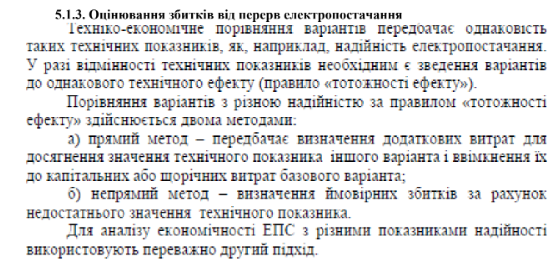 5.1.3. Оцінювання збитків від перерв електропостачання
Техніко-економічне порівняння варіантів передбачає однаковість
таких технічних показників, як, наприклад, надійність електропостачання.
У разі відмінності технічних показників необхідним є зведення варіантів
до однакового технічного ефекту (правило «тотожності ефекту»).
Порівняння варіантів з різною надійністю за правилом «тотожності
ефекту» здійснюється двома методами:
а) прямий метод – передбачає визначення додаткових витрат для
досягнення значення технічного показника іншого варіанта і ввімкнення їх
до капітальних або щорічних витрат базового варіанта;
б) непрямий метод – визначення ймовірних збитків за рахунок
недостатнього значення технічного показника.
Для аналізу економічності ЕПС з різними показниками надійності
використовують переважно другий підхід.